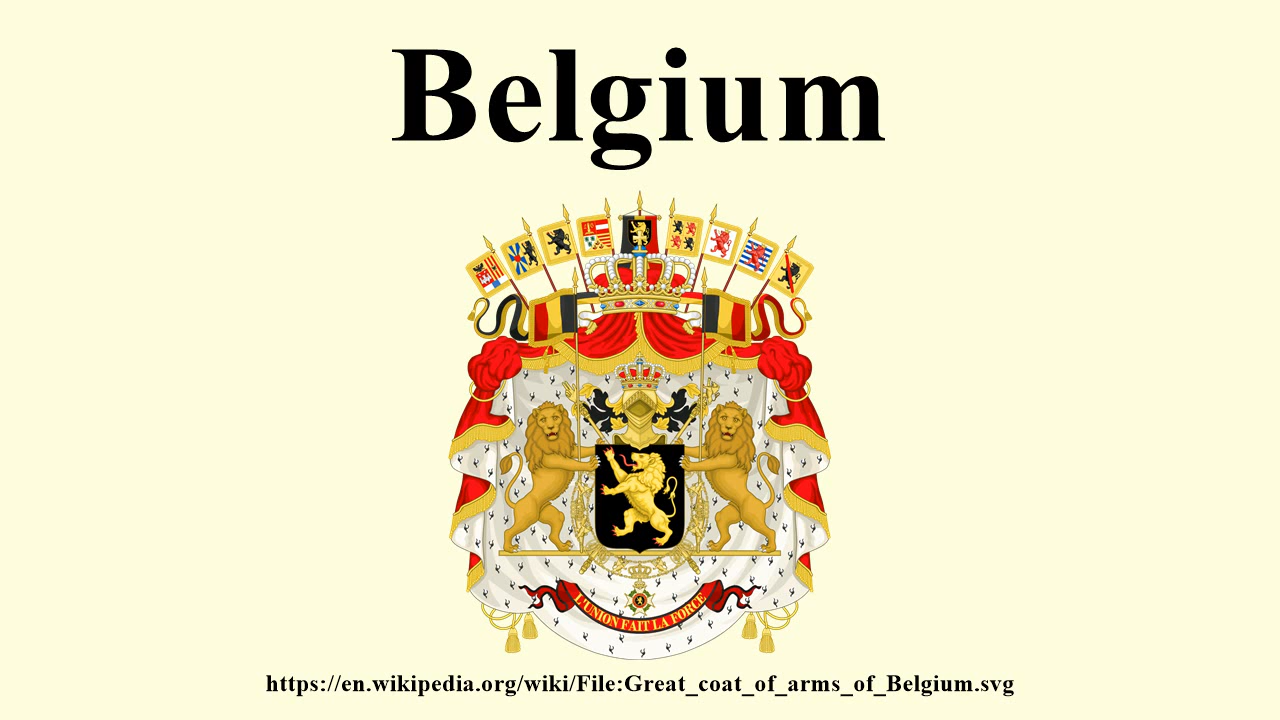 Belgium
L'UNION FAIT LA FORCE
https://en.wikipedia.org/wiki/File:Great_coat_of_arms_of_Belgium.svg